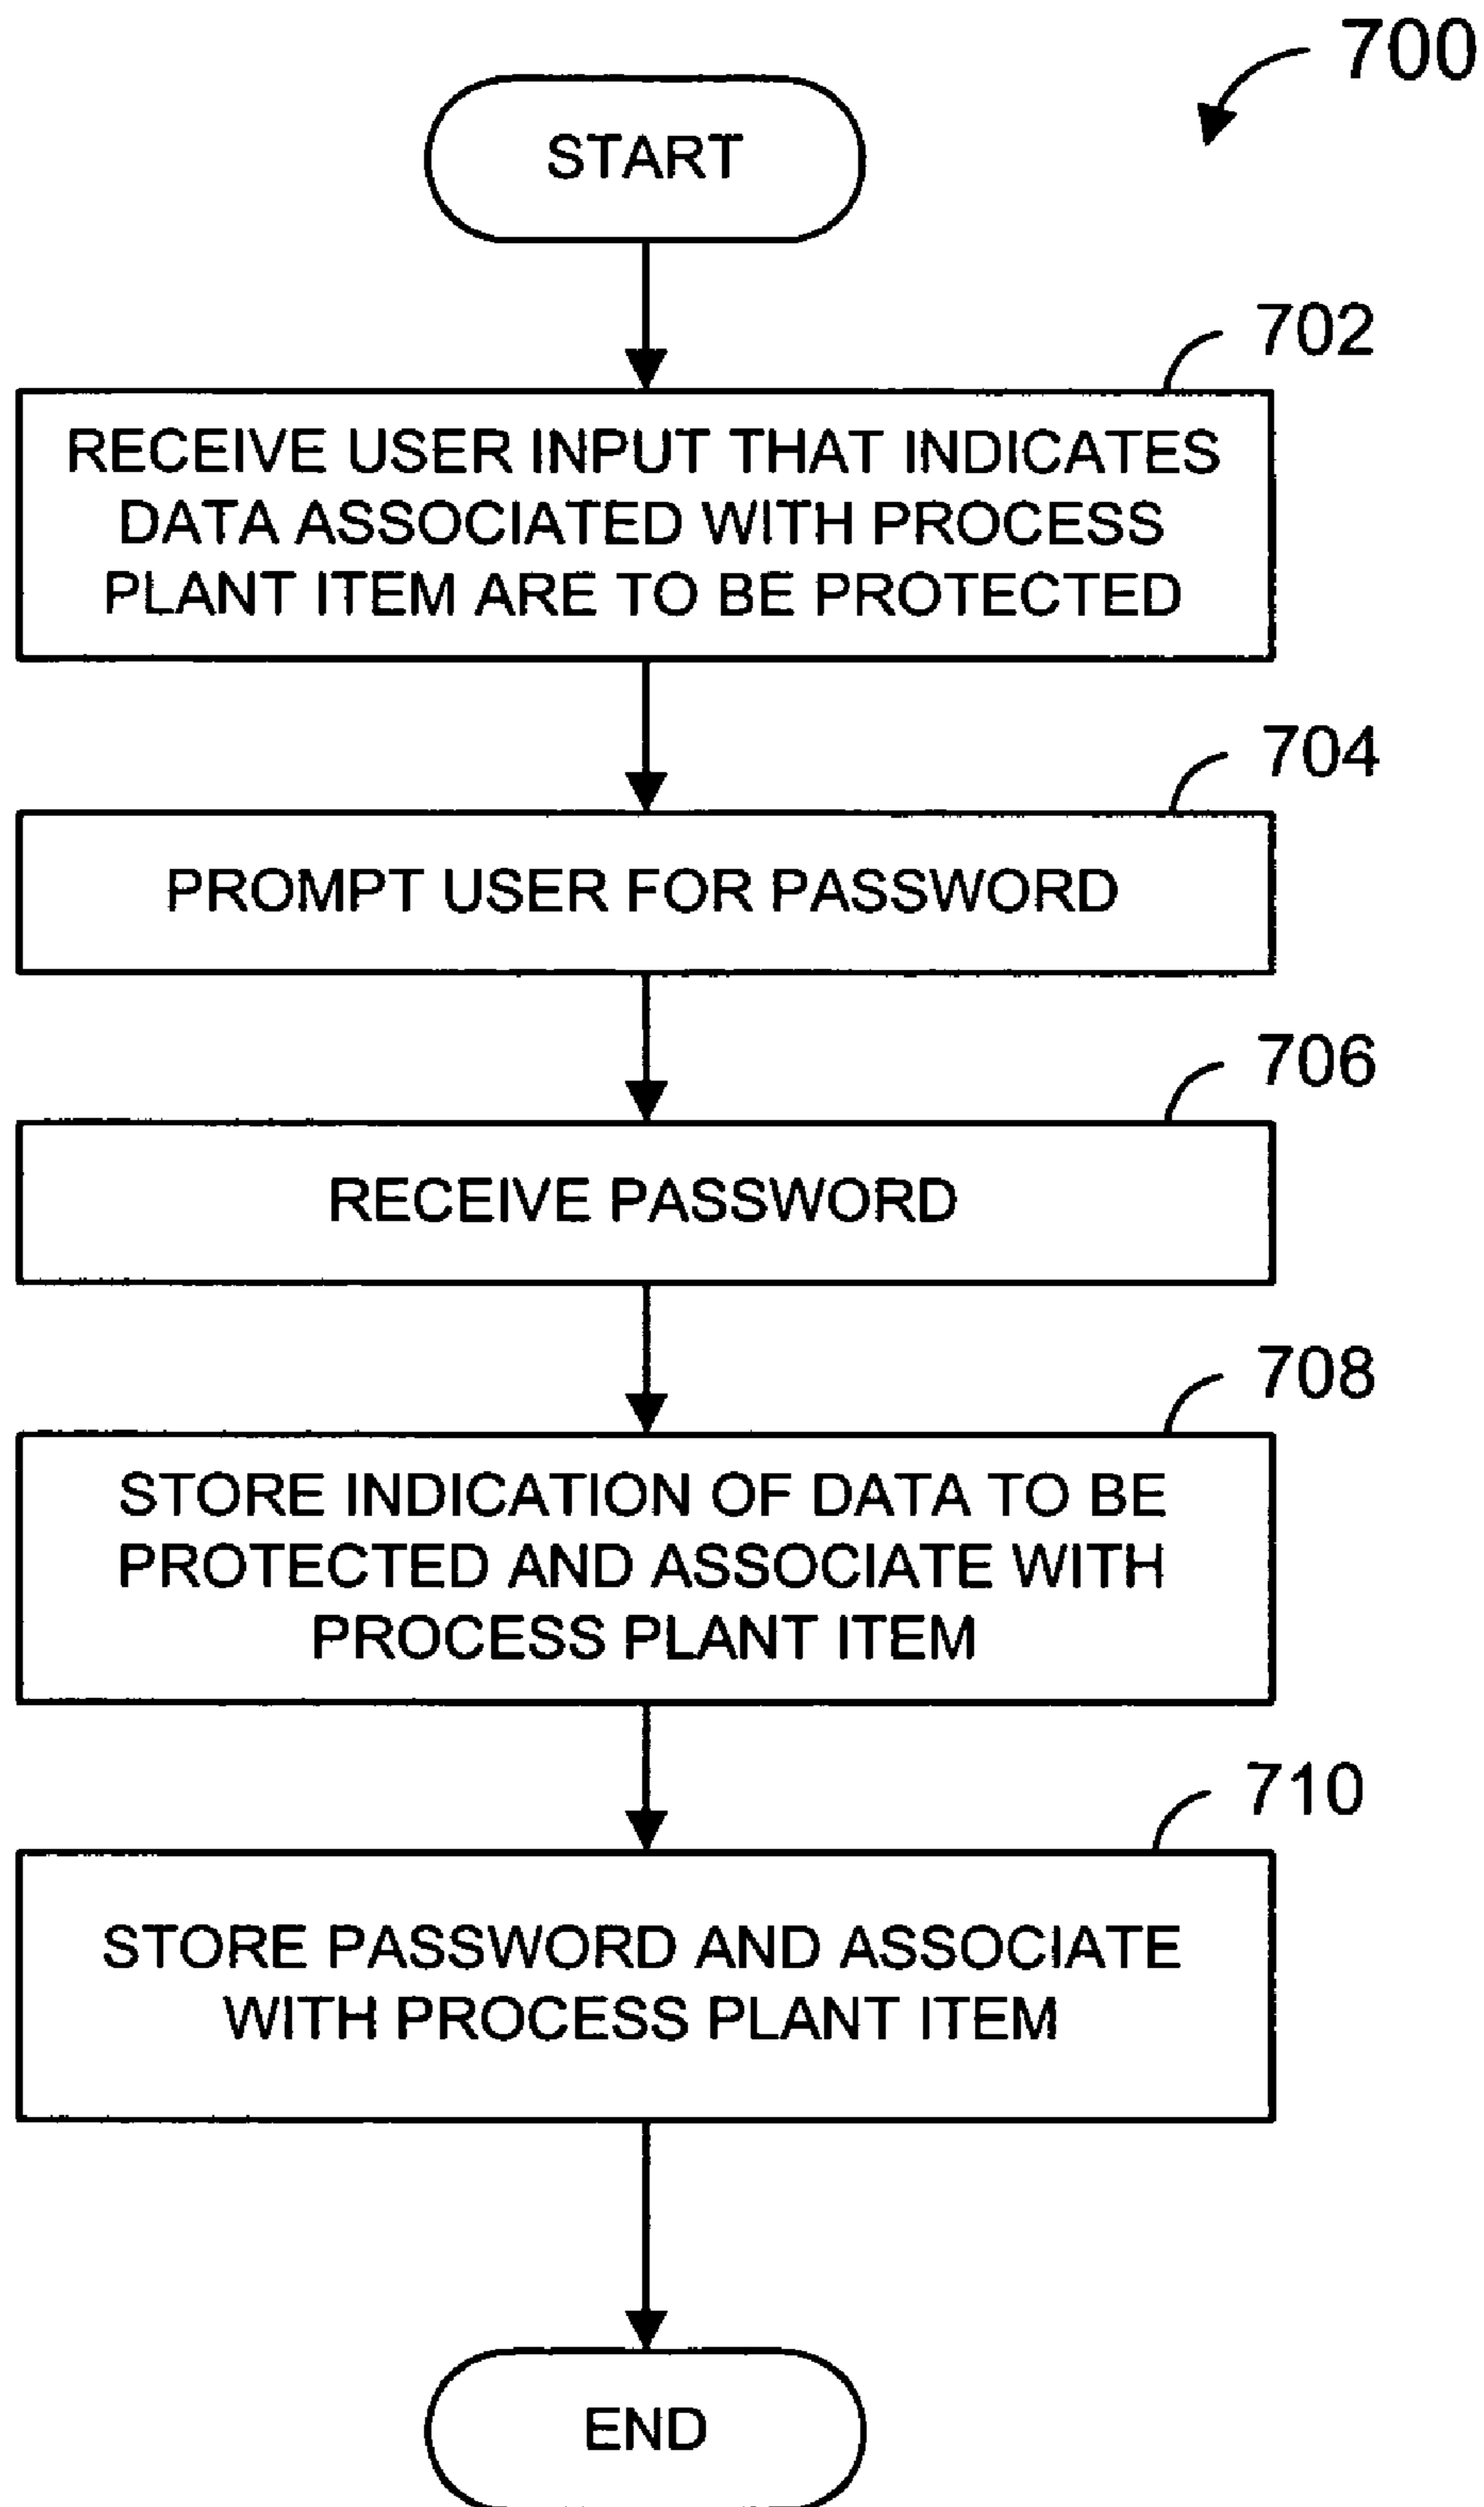 700
START
702
RECEIVE USER INPUT THAT INDICATES
DATA ASSOCIATED WITH PROCESS
PLANT ITEM ARE TO BE PROTECTED
704
PROMPT USER FOR PASSWORD
706
RECEIVE PASSWORD
708
STORE INDICATION OF DATA TO BE
PROTECTED AND ASSOCIATE WITH
PROCESS PLANT ITEM
710
STORE PASSWORD AND ASSOCIATE
WITH PROCESS PLANT ITEM
END